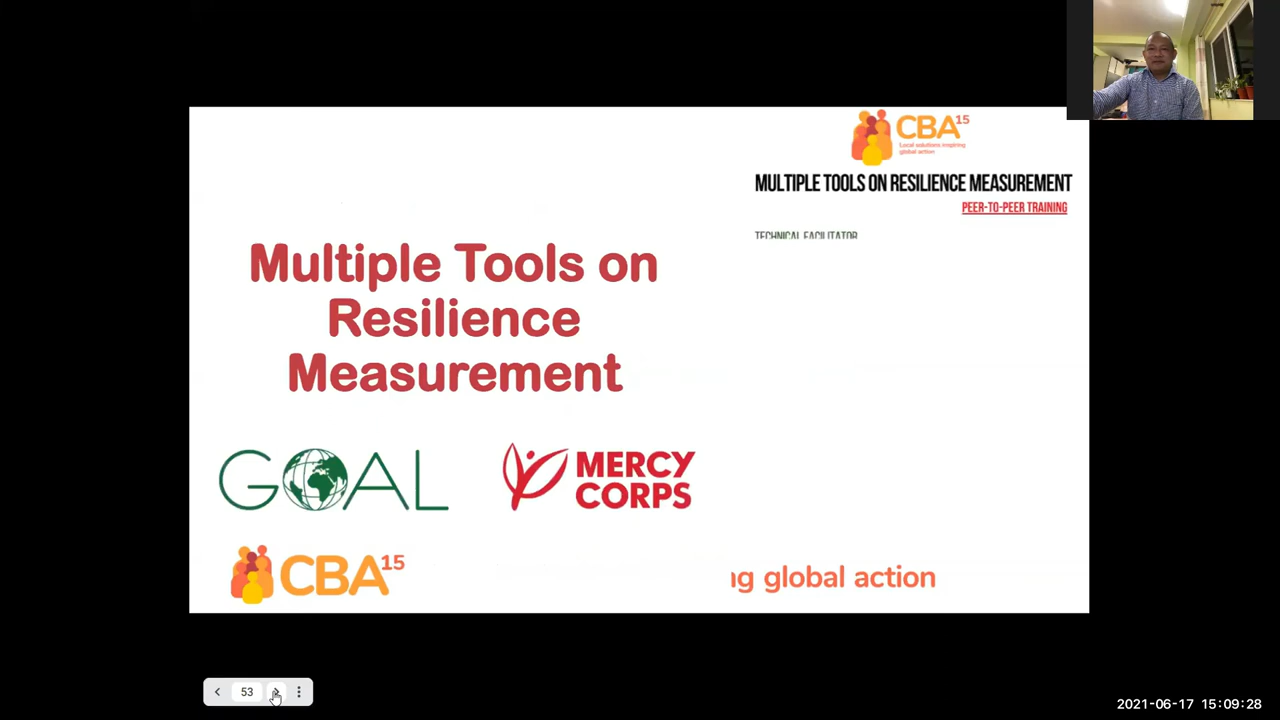 CBA15
Local solutions inspiring
global action
MULTIPLE TOOLS ON RESILIENCE MEASUREMENT
PEER-TO-PEER TRAINING
TECHNICAL FACILITATOR
Multiple Tools on
Resilience
Measurement
GOAL
MERCY
CORPS
CBA15
ng global action
53
2021-06-17 15:09:28